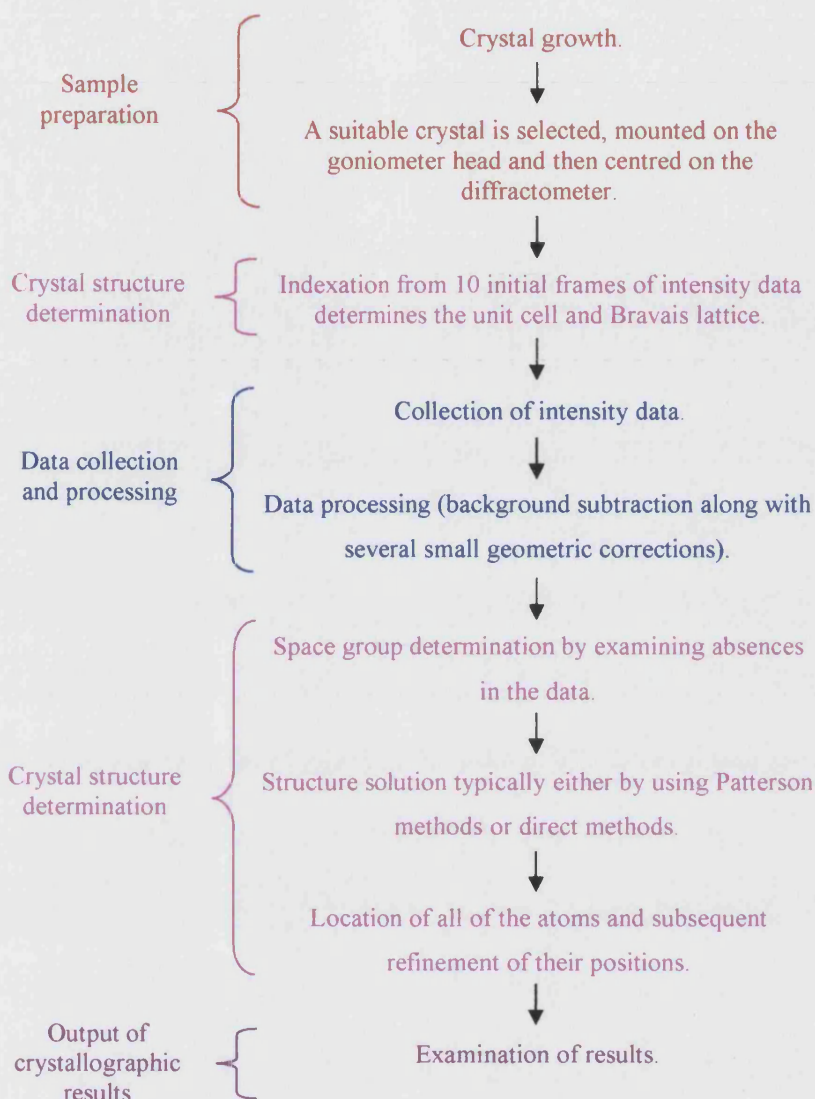 Crystal growth.
Sample
preparation
A suitable crystal is selected, mounted on the
goniometer head and then centred on the
diffractometer.
Crystal structure
determination
Indexation from 10 initial frames of intensity data
determines the unit cell and Bravais lattice.
Collection of intensity data.
Data collection
and processing
Data processing (background subtraction along with
several small geometric corrections).
Space group determination by examining absences
in the data.
Crystal structure
determination
Structure solution typically either by using Patterson
methods or direct methods.
Location of all of the atoms and subsequent
refinement of their positions.
Output of
crystallographic
results
Examination of results.